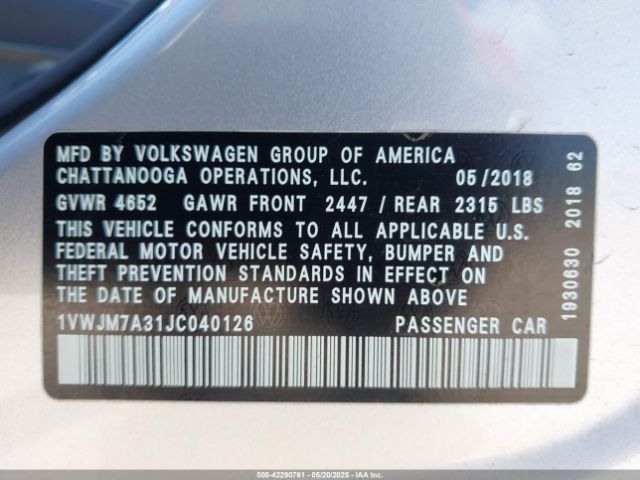 MFD BY VOLKSWAGEN GROUP OF AMERICA
CHATTANOOGA OPERATIONS, LLC. 05/2018
GVWR 4652 GAWR FRONT 2447 / REAR 2315 LBS
THIS VEHICLE CONFORMS TO ALL APPLICABLE U.S.
FEDERAL MOTOR VEHICLE SAFETY, BUMPER AND
THEFT PREVENTION STANDARDS IN EFFECT ON
THE DATE OF MANUFACTURE SHOWN ABOVE
1VWJM7A31JC040126 PASSENGER CAR
1930630 2018 62
000-42290761 - 05/20/2025 - IAAI.COM